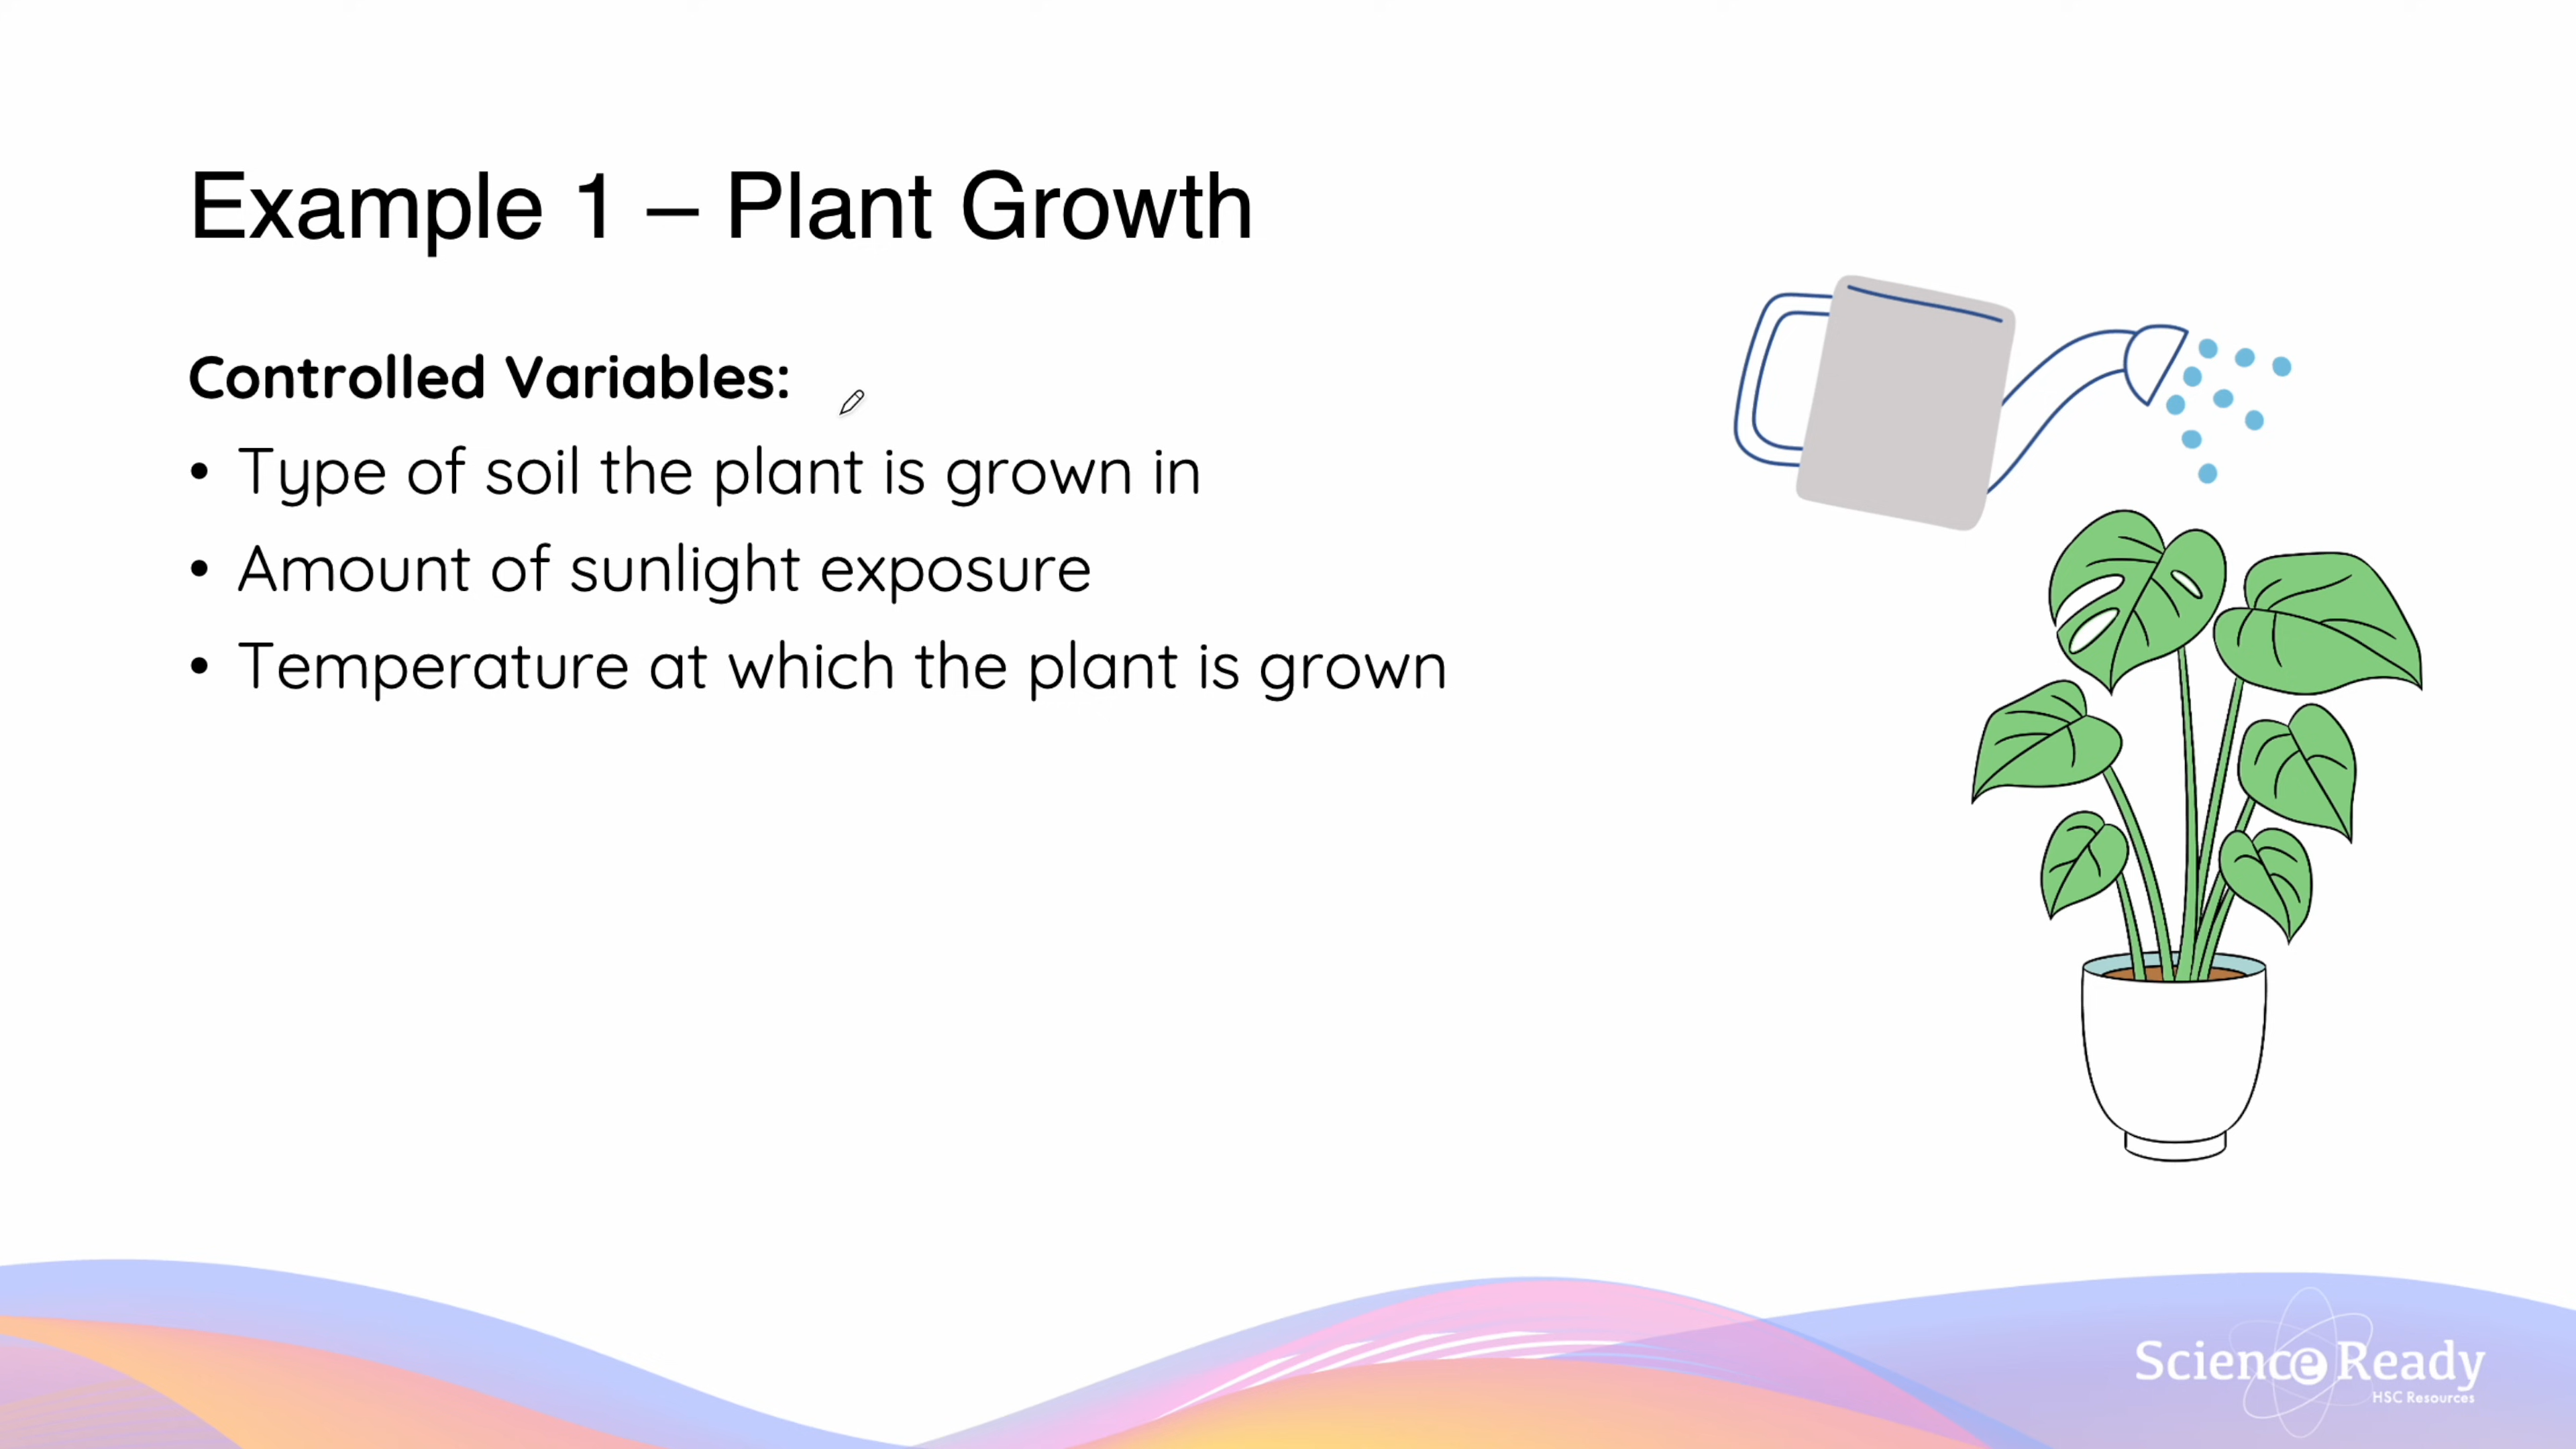 Example 1 – Plant Growth
Controlled Variables:
• Type of soil the plant is grown in
• Amount of sunlight exposure
• Temperature at which the plant is grown
Science Ready
HSC Resources